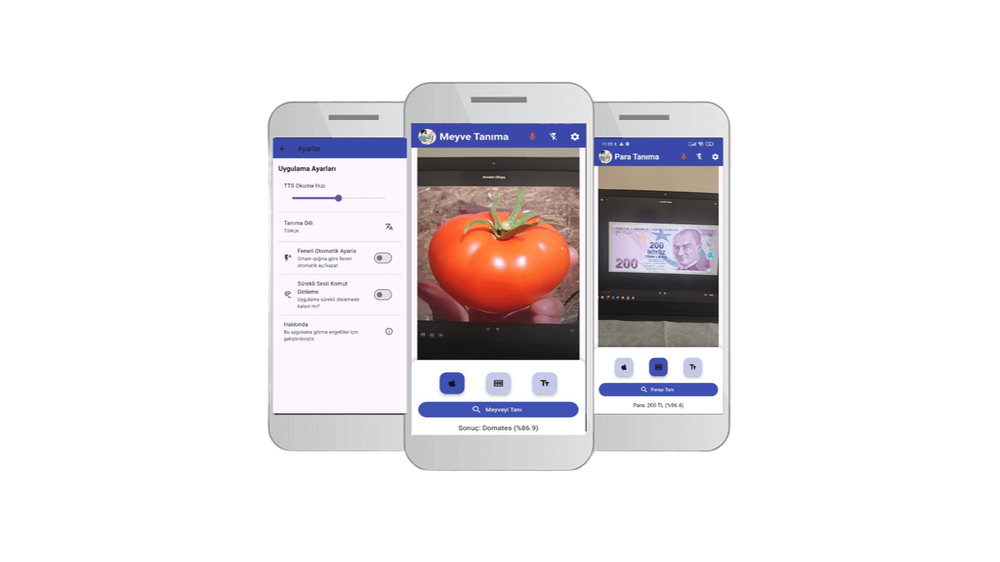 Ayarlar
Uygulama Ayarları
TTS Okuma Hızı
Tanıma Dili
Türkçe
Feneri Otomatik Ayarla
Ortam ışığına göre feneri
otomatik aç/kapat
Sürekli Sesli Komut
Dinleme
Uygulama sürekli dinlemede
kalsın mı?
Hakkında
Bu uygulama görme engelliler için
geliştirilmiştir.
Meyve Tanıma
Tt
Meyveyi Tanı
Sonuç: Domates (%86.9)
11:23
Para Tanıma
200
İKİYÜZ
TÜRK LİRASI
200
Tt
Parayı Tanı
Para: 200 TL (%96.4)